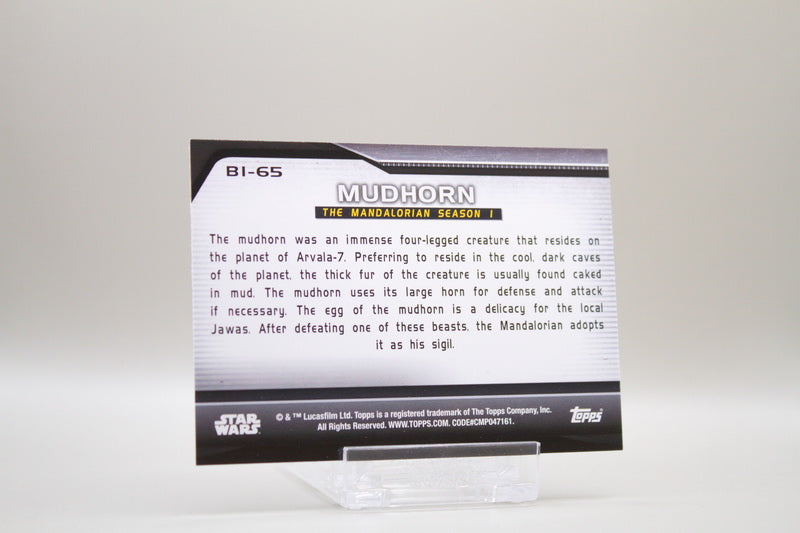 BI-65
MUDHORN
THE MANDALORIAN SEASON 1
The mudhorn was an immense four-legged creature that resides on
the planet of Arvala-7. Preferring to reside in the cool, dark caves
of the planet, the thick fur of the creature is usually found caked
in mud. The mudhorn uses its large horn for defense and attack
if necessary. The egg of the mudhorn is a delicacy for the local
Jawas. After defeating one of these beasts, the Mandalorian adopts
it as his sigil.
STAR
WARS
© & ™ Lucasfilm Ltd. Topps is a registered trademark of The Topps Company, Inc.
All Rights Reserved. WWW.TOPPS.COM. CODE#CMP047161.
Topps